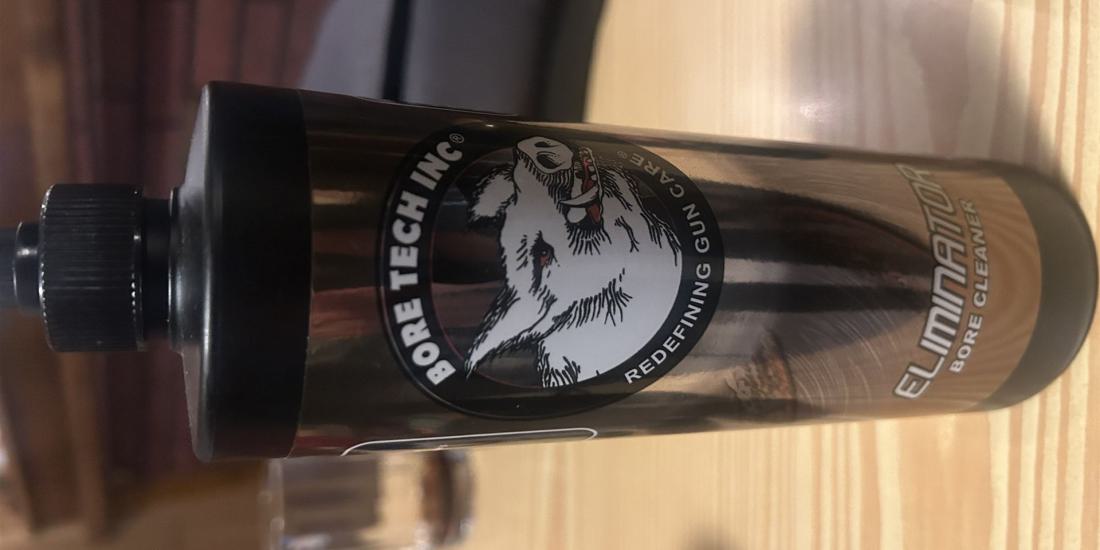 BORE TECH INC®
REDEFINING GUN CARE®
ELIMINATOR
BORE CLEANER